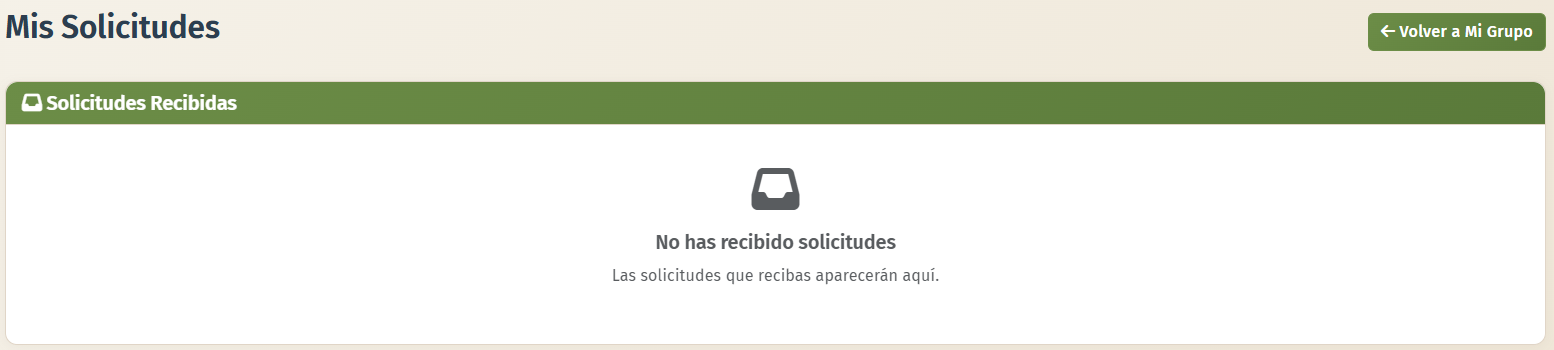 Mis Solicitudes
Volver a Mi Grupo
Solicitudes Recibidas
No has recibido solicitudes
Las solicitudes que recibas aparecerán aquí.